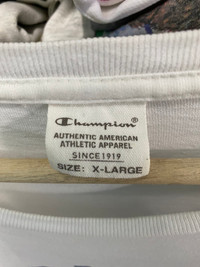 Champion®
AUTHENTIC AMERICAN
ATHLETIC APPAREL
SINCE 1919
SIZE: X-LARGE